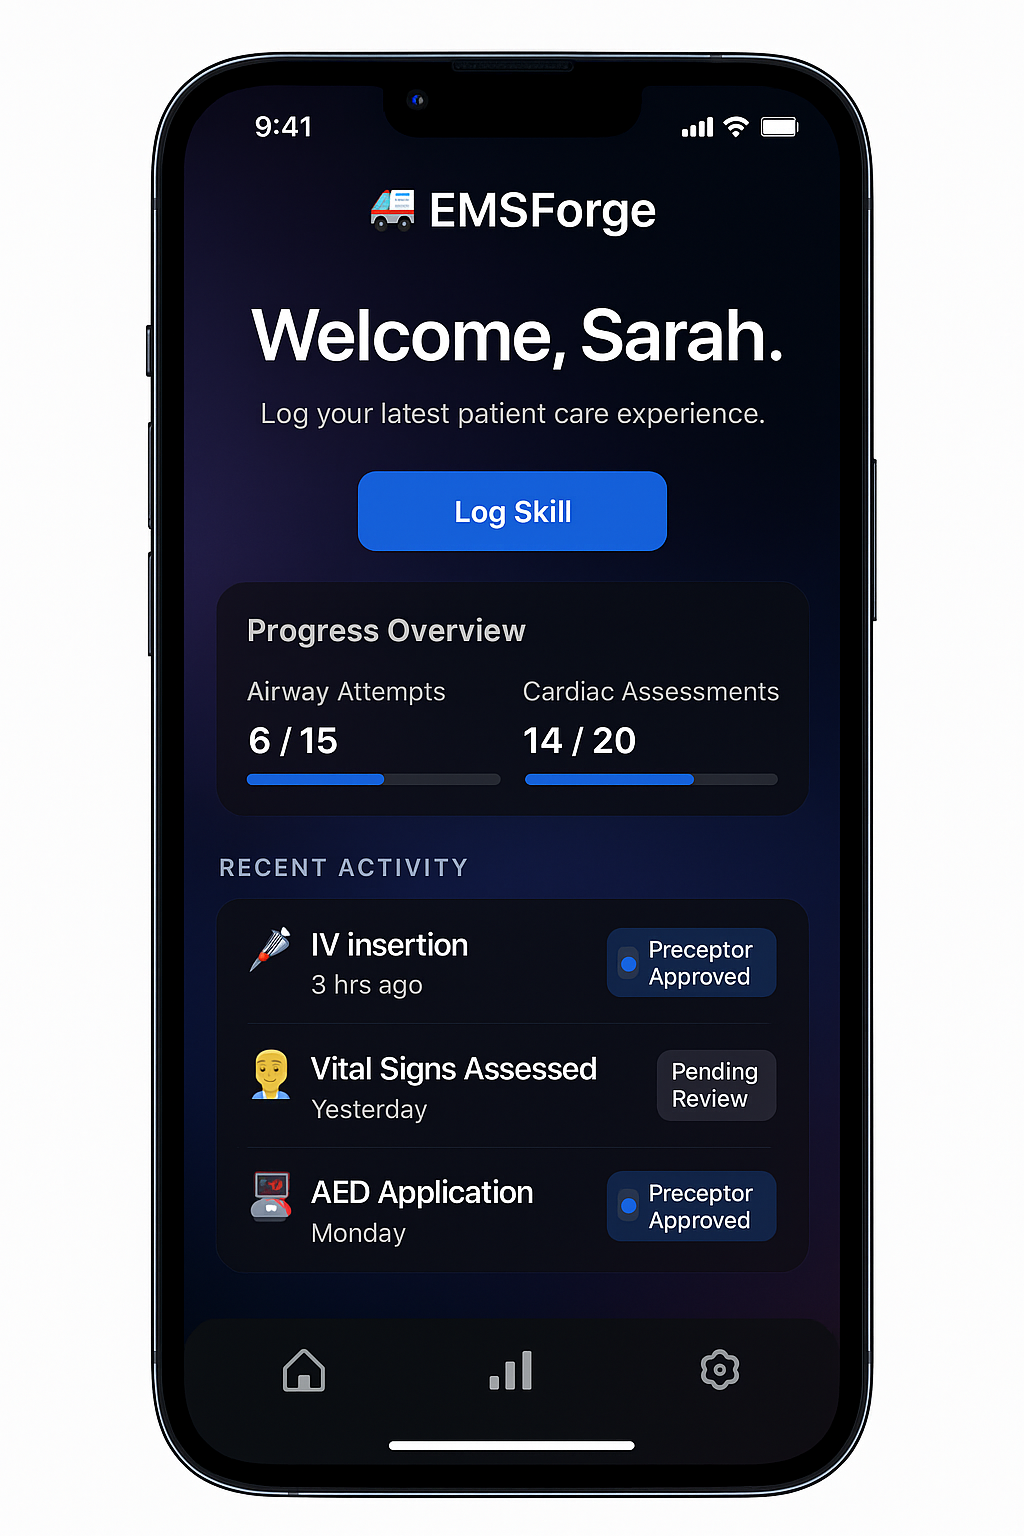 9:41
EMSForge
Welcome, Sarah.
Log your latest patient care experience.
Log Skill
Progress Overview
Airway Attempts
6 / 15
Cardiac Assessments
14 / 20
RECENT ACTIVITY
IV insertion
3 hrs ago
Preceptor
Approved
Vital Signs Assessed
Yesterday
Pending
Review
AED Application
Monday
Preceptor
Approved